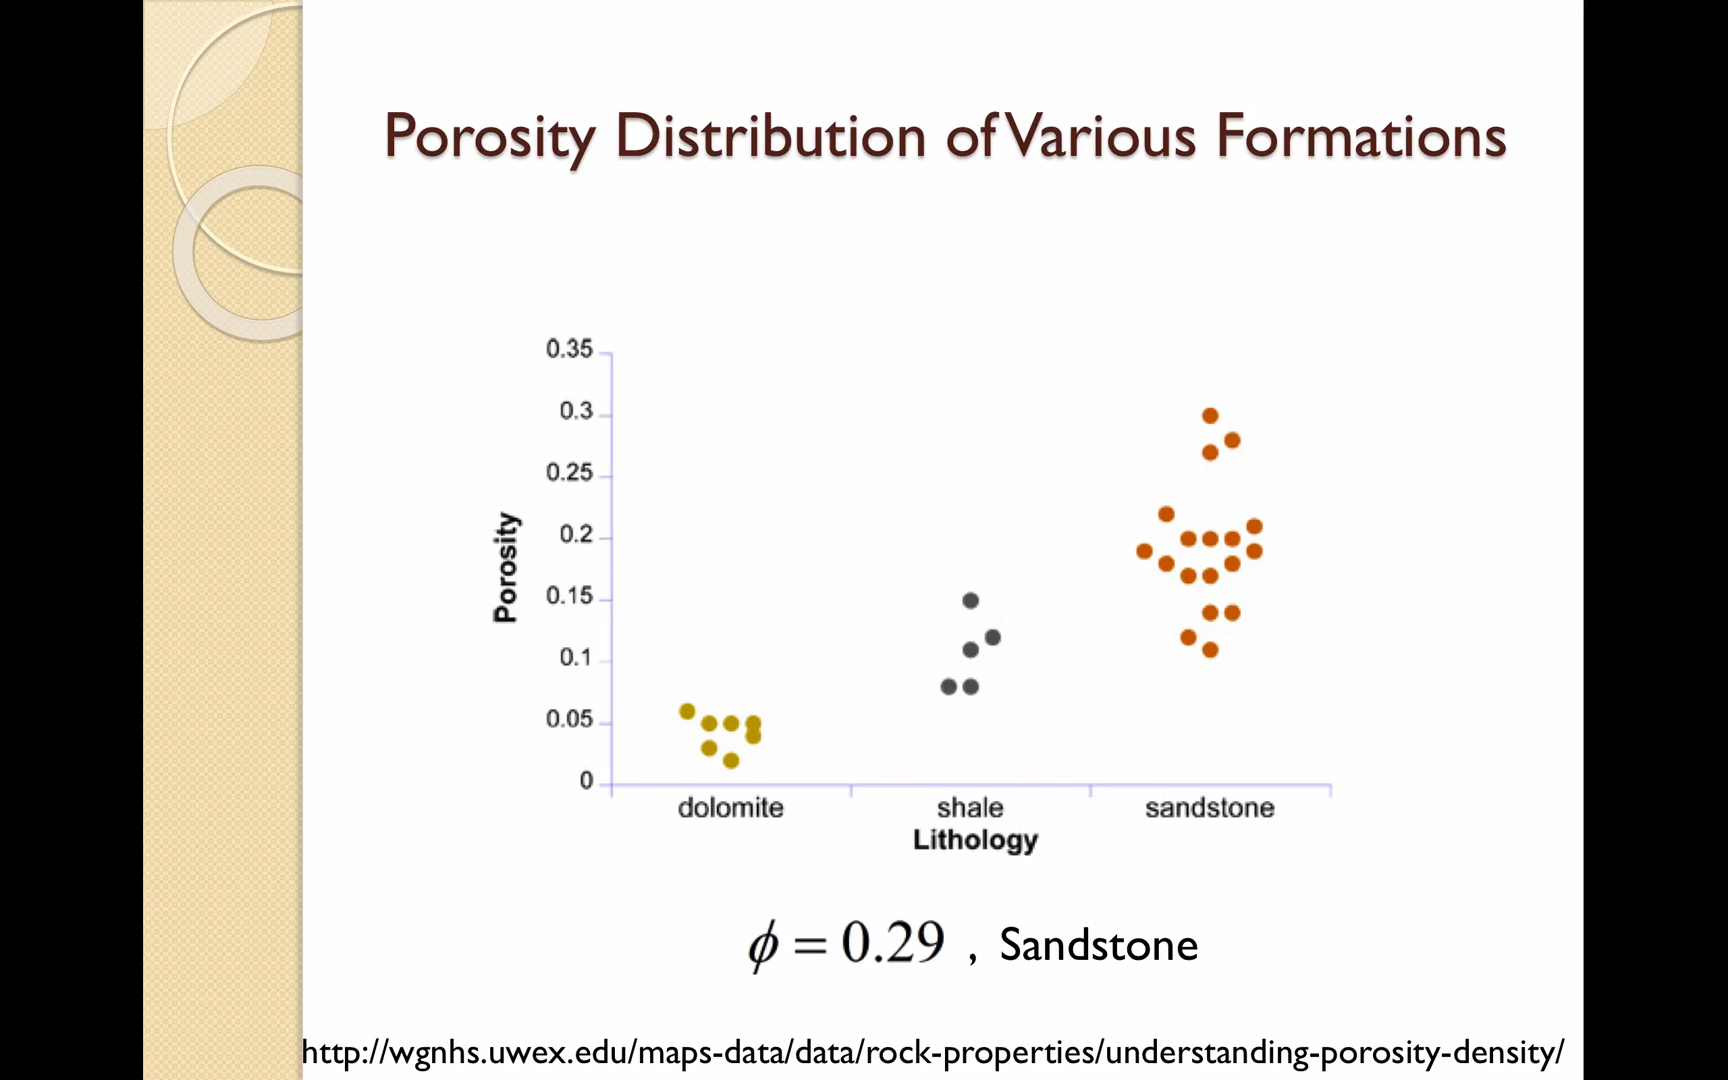 Porosity Distribution of Various Formations
0.35
0.3
0.25
0.2
0.15
0.1
0.05
0
Porosity
dolomite shale sandstone
Lithology
ϕ = 0.29 , Sandstone
http://wgnhs.uwex.edu/maps-data/data/rock-properties/understanding-porosity-density/